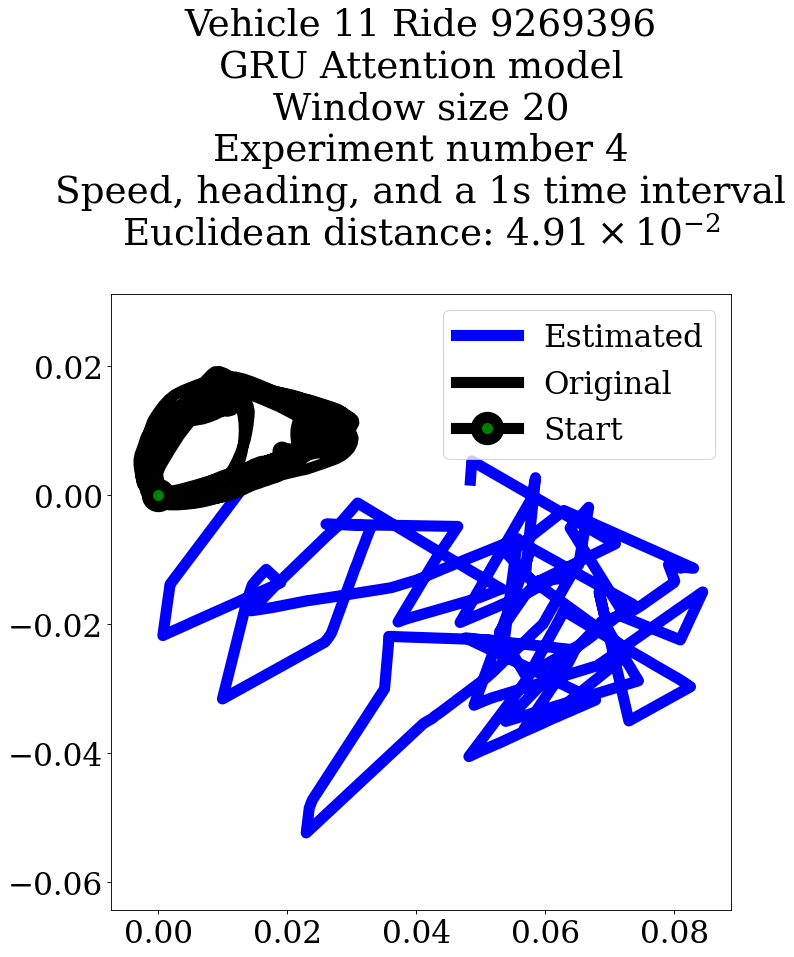 Vehicle 11 Ride 9269396
GRU Attention model
Window size 20
Experiment number 4
Speed, heading, and a 1s time interval
Euclidean distance: 4.91 × 10⁻²
Estimated
Original
Start
0.02
0.00
−0.02
−0.04
−0.06
0.00 0.02 0.04 0.06 0.08